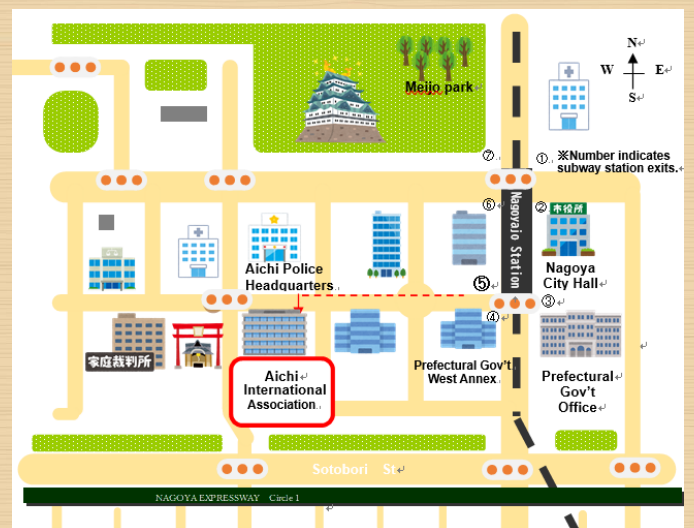 N
W E
S
Meijo park
⑦
① ※Number indicates
subway station exits.
⑥
②
市役所
Nagoyajo Station
Aichi Police
Headquarters
⑤
Nagoya
City Hall
③
④
家庭裁判所
Aichi
International
Association
Prefectural Gov't
West Annex
Prefectural
Gov't
Office
Sotobori St
NAGOYA EXPRESSWAY Circle 1